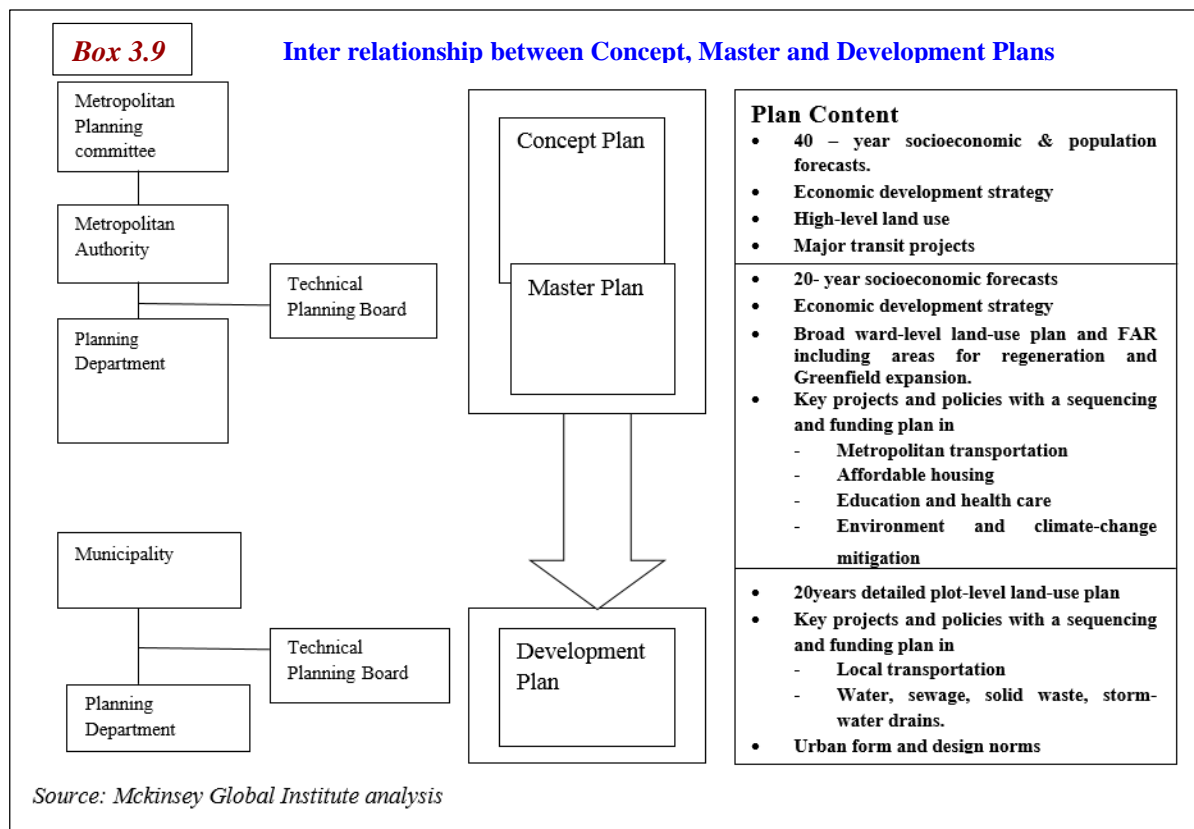 Box 3.9
Inter relationship between Concept, Master and Development Plans
Metropolitan
Planning
committee
Metropolitan
Authority
Technical
Planning Board
Planning
Department
Municipality
Technical
Planning Board
Planning
Department
Concept Plan
Master Plan
Development
Plan
Plan Content
• 40 – year socioeconomic & population
forecasts.
• Economic development strategy
• High-level land use
• Major transit projects
• 20- year socioeconomic forecasts
• Economic development strategy
• Broad ward-level land-use plan and FAR
including areas for regeneration and
Greenfield expansion.
• Key projects and policies with a sequencing
and funding plan in
- Metropolitan transportation
- Affordable housing
- Education and health care
- Environment and climate-change
mitigation
• 20years detailed plot-level land-use plan
• Key projects and policies with a sequencing
and funding plan in
- Local transportation
- Water, sewage, solid waste, storm-
water drains.
• Urban form and design norms
Source: Mckinsey Global Institute analysis